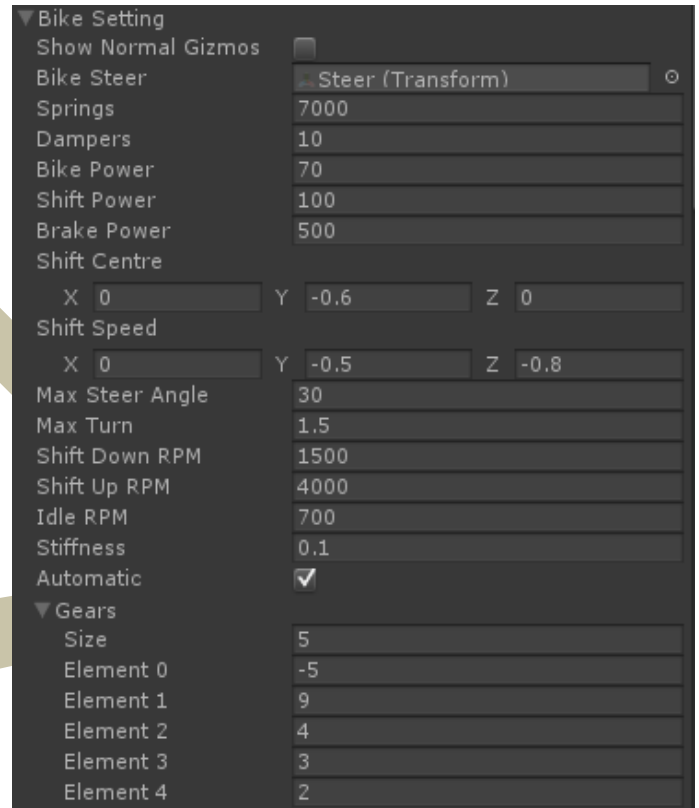 Bike Setting
Show Normal Gizmos
Bike Steer Steer (Transform)
Springs 7000
Dampers 10
Bike Power 70
Shift Power 100
Brake Power 500
Shift Centre
X 0 Y -0.6 Z 0
Shift Speed
X 0 Y -0.5 Z -0.8
Max Steer Angle 30
Max Turn 1.5
Shift Down RPM 1500
Shift Up RPM 4000
Idle RPM 700
Stiffness 0.1
Automatic
Gears
Size 5
Element 0 -5
Element 1 9
Element 2 4
Element 3 3
Element 4 2